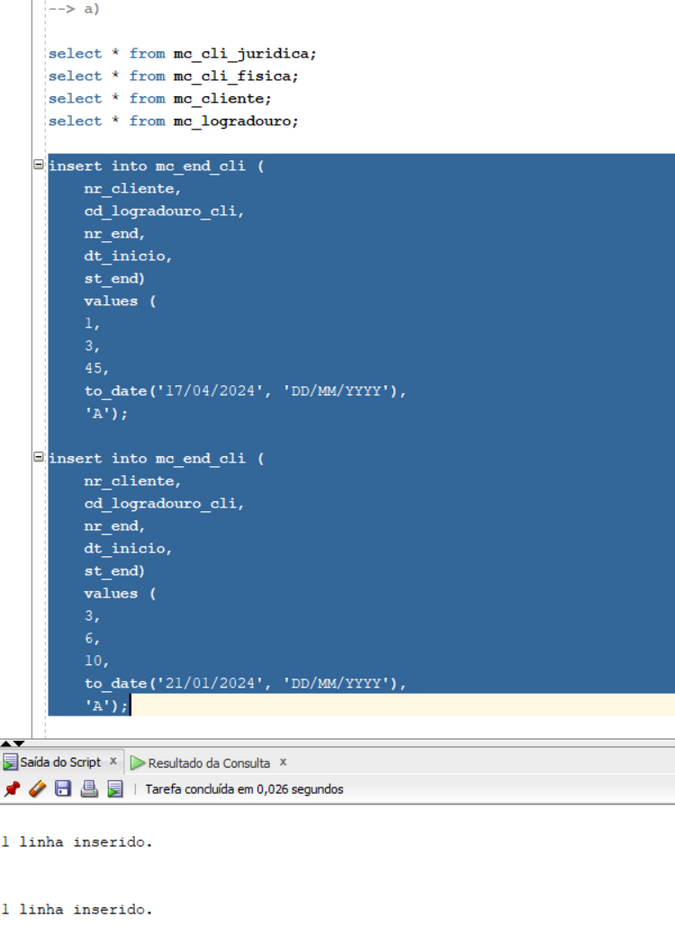 --> a)
select * from mc_cli_juridica;
select * from mc_cli_fisica;
select * from mc_cliente;
select * from mc_logradouro;
insert into mc_end_cli (
nr_cliente,
cd_logradouro_cli,
nr_end,
dt_inicio,
st_end)
values (
1,
3,
45,
to_date('17/04/2024', 'DD/MM/YYYY'),
'A');
insert into mc_end_cli (
nr_cliente,
cd_logradouro_cli,
nr_end,
dt_inicio,
st_end)
values (
3,
6,
10,
to_date('21/01/2024', 'DD/MM/YYYY'),
'A');
Saída do Script x Resultado da Consulta x
Tarefa concluída em 0,026 segundos
1 linha inserido.
1 linha inserido.